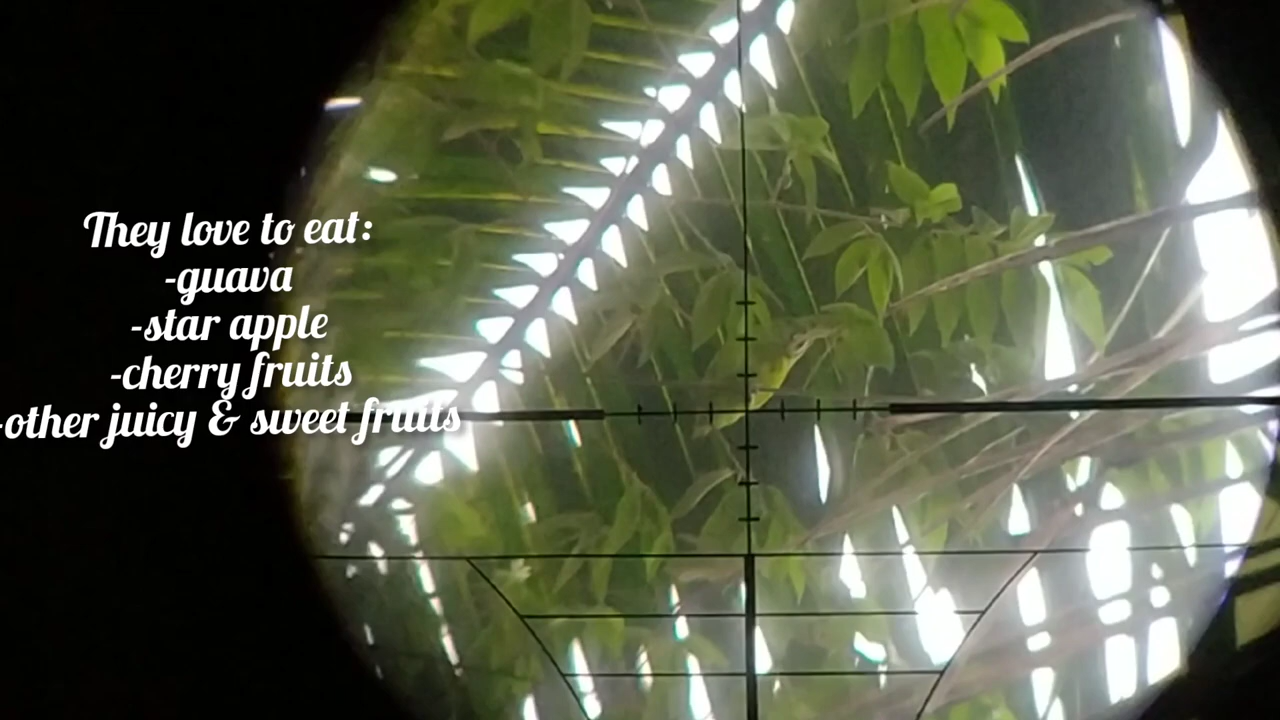 They love to eat:
-guava
-star apple
-cherry fruits
-other juicy & sweet fruits